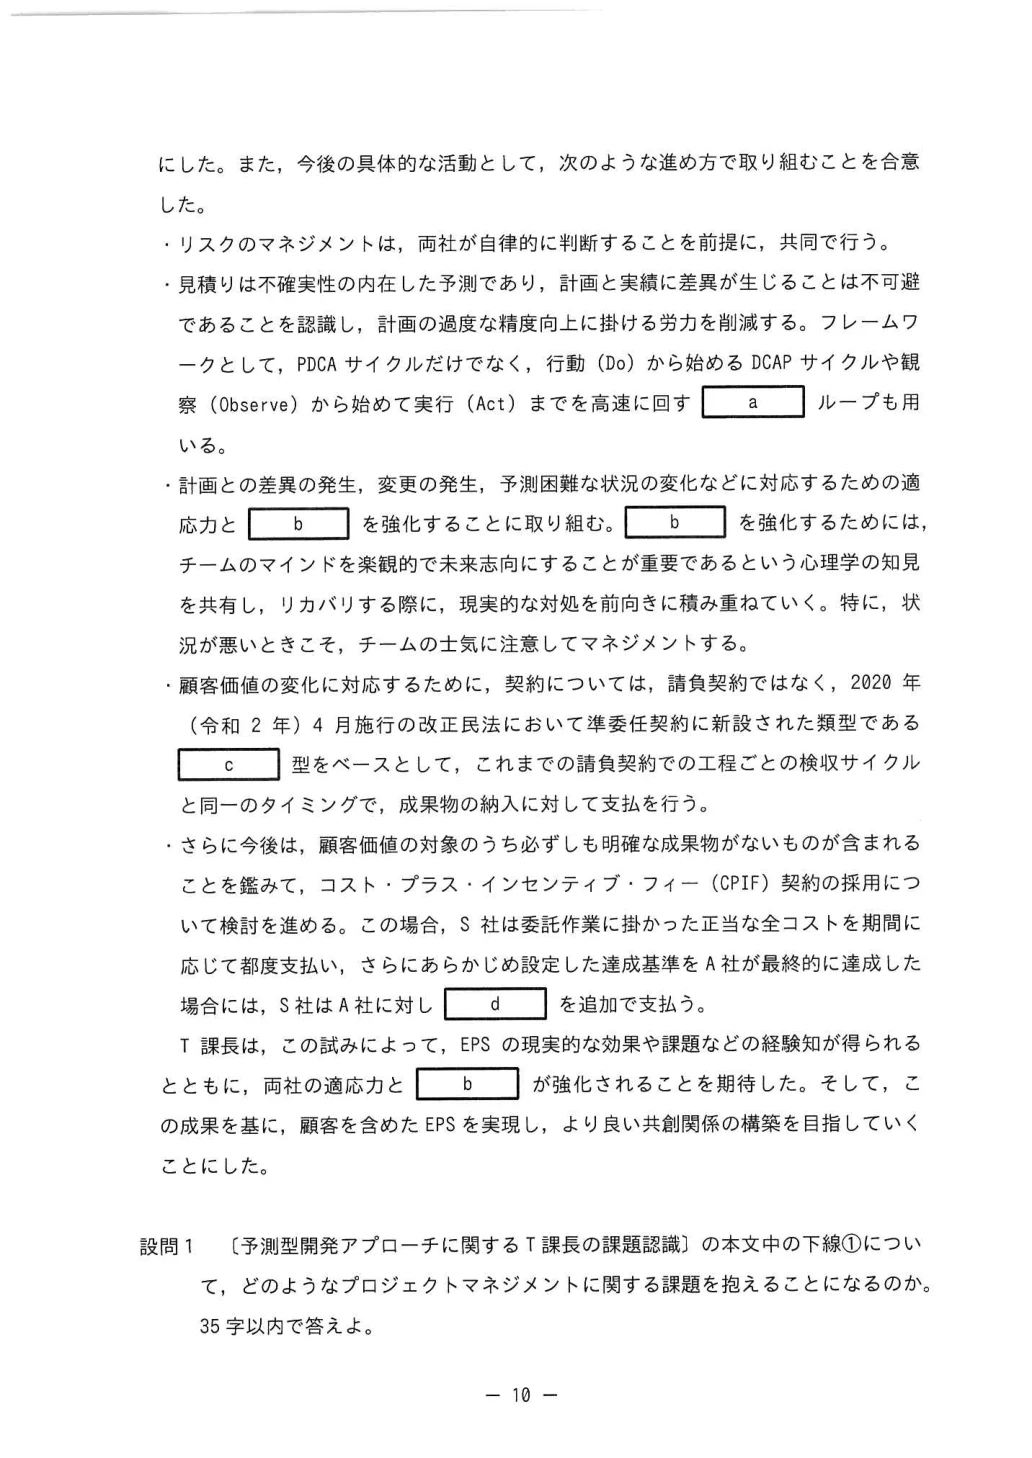 にした。また，今後の具体的な活動として，次のような進め方で取り組むことを合意
した。
・リスクのマネジメントは，両社が自律的に判断することを前提に，共同で行う。
・見積りは不確実性の内在した予測であり，計画と実績に差異が生じることは不可避
であることを認識し，計画の過度な精度向上に掛ける労力を削減する。フレームワ
ークとして，PDCA サイクルだけでなく，行動（Do）から始める DCAP サイクルや観
察（Observe）から始めて実行（Act）までを高速に回す a ループも用
いる。
・計画との差異の発生，変更の発生，予測困難な状況の変化などに対応するための適
応力と b を強化することに取り組む。 b を強化するためには，
チームのマインドを楽観的で未来志向にすることが重要であるという心理学の知見
を共有し，リカバリする際に，現実的な対処を前向きに積み重ねていく。特に，状
況が悪いときこそ，チームの士気に注意してマネジメントする。
・顧客価値の変化に対応するために，契約については，請負契約ではなく，2020 年
（令和 2 年）4 月施行の改正民法において準委任契約に新設された類型である
c 型をベースとして，これまでの請負契約での工程ごとの検収サイクル
と同一のタイミングで，成果物の納入に対して支払を行う。
・さらに今後は，顧客価値の対象のうち必ずしも明確な成果物がないものが含まれる
ことを鑑みて，コスト・プラス・インセンティブ・フィー（CPIF）契約の採用につ
いて検討を進める。この場合，S 社は委託作業に掛かった正当な全コストを期間に
応じて都度支払い，さらにあらかじめ設定した達成基準を A 社が最終的に達成した
場合には，S 社は A 社に対し d を追加で支払う。
T 課長は，この試みによって，EPS の現実的な効果や課題などの経験知が得られる
とともに，両社の適応力と b が強化されることを期待した。そして，こ
の成果を基に，顧客を含めた EPS を実現し，より良い共創関係の構築を目指していく
ことにした。
設問 1 〔予測型開発アプローチに関する T 課長の課題認識〕の本文中の下線①につい
て，どのようなプロジェクトマネジメントに関する課題を抱えることになるのか。
35 字以内で答えよ。
－ 10 －